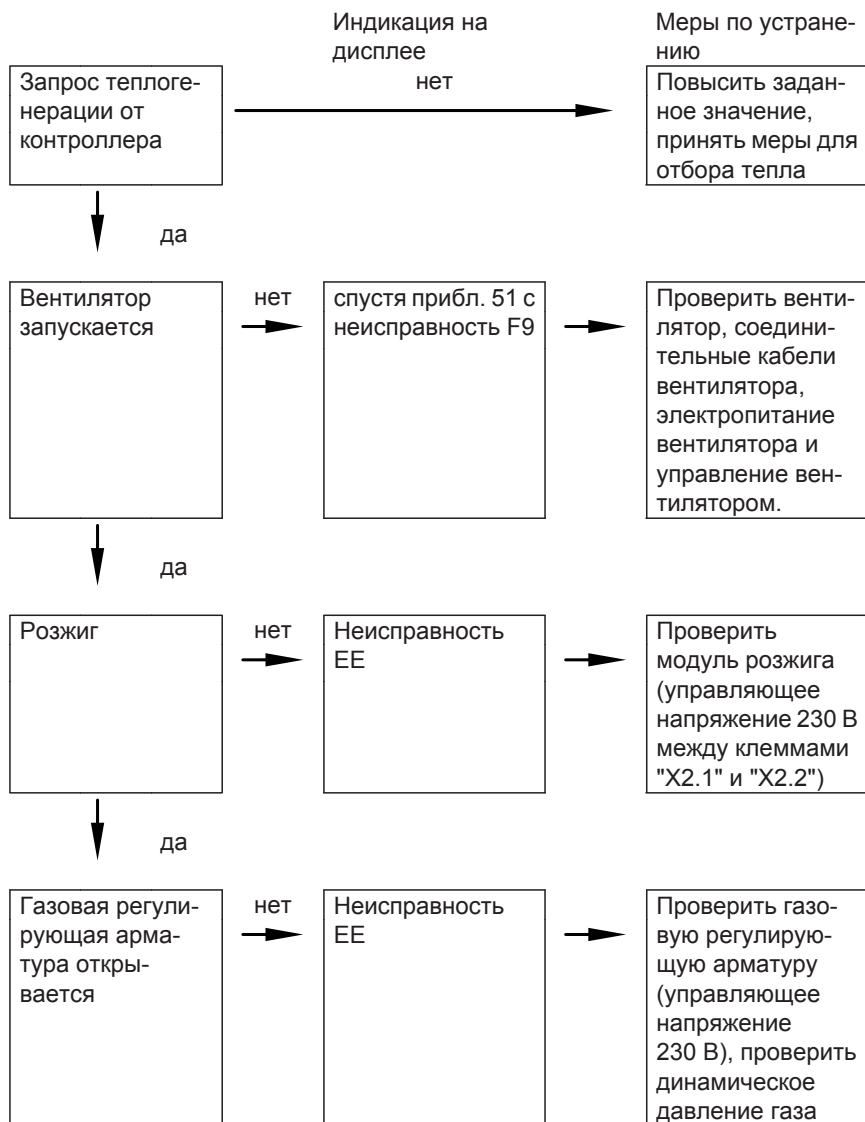 Индикация на
дисплее
Меры по устране-
нию
Запрос теплоге-
нерации от
контроллера
нет
Повысить задан-
ное значение,
принять меры для
отбора тепла
да
Вентилятор
запускается
нет
спустя прибл. 51 с
неисправность F9
Проверить венти-
лятор, соедини-
тельные кабели
вентилятора,
электропитание
вентилятора и
управление вен-
тилятором.
да
Розжиг
нет
Неисправность
EE
Проверить
модуль розжига
(управляющее
напряжение 230 В
между клеммами
"X2.1" и "X2.2")
да
Газовая регули-
рующая арма-
тура откры-
вается
нет
Неисправность
EE
Проверить газо-
вую регулирую-
щую арматуру
(управляющее
напряжение
230 В), проверить
динамическое
давление газа